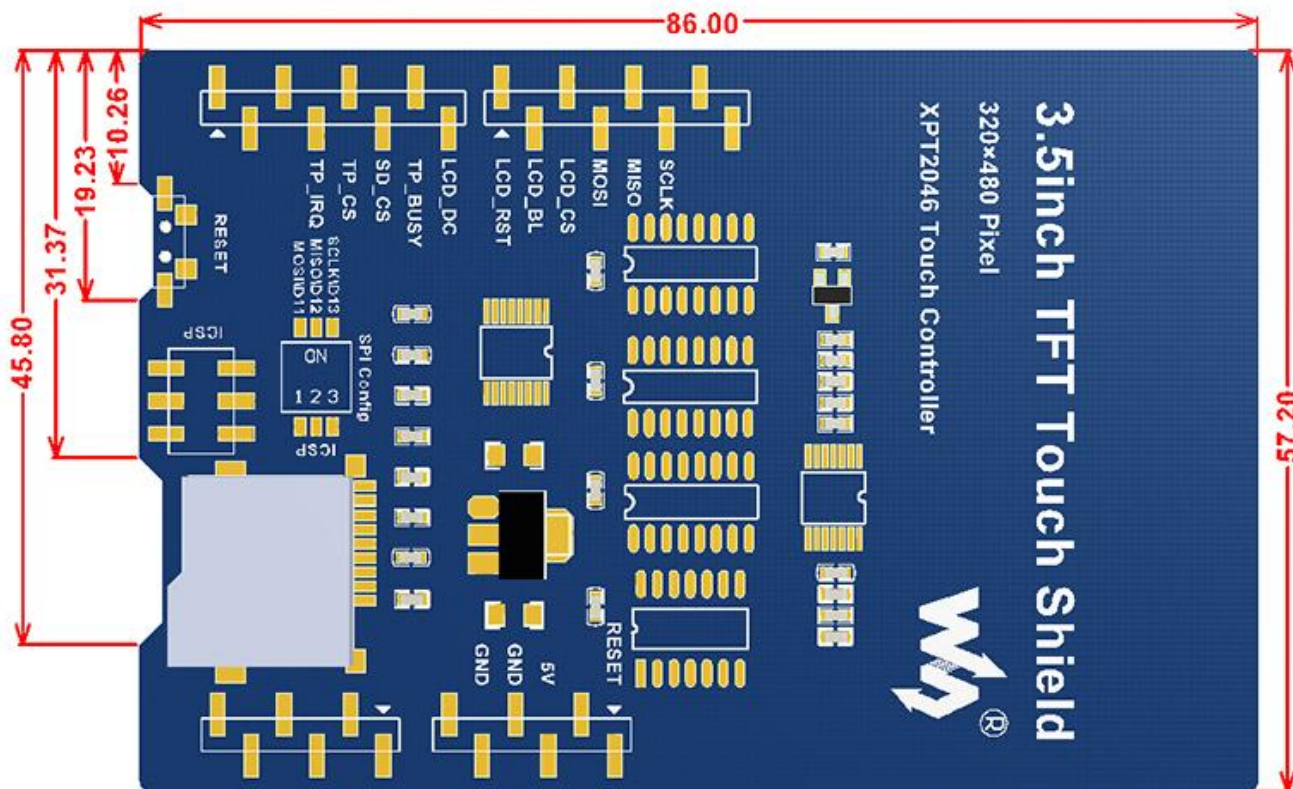 86.00
10.26
19.23
31.37
45.80
57.20
TP_IRQ
TP_CS
SD_CS
TP_BUSY
LCD_DC
LCD_RST
LCD_BL
LCD_CS
MOSI
MISO
SCLK
RESET
SCLK\D13
MISO\D12
MOSI\D11
ICSP
ON
1 2 3
SPI Config
ICSP
GND
GND
5V
RESET
3.5inch TFT Touch Shield
320×480 Pixel
XPT2046 Touch Controller
®